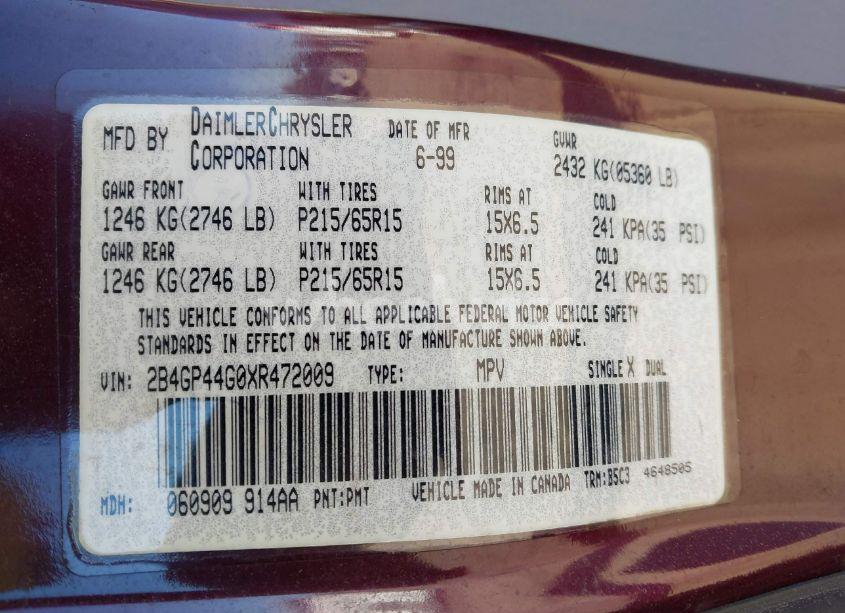 MFD BY DAIMLERCHRYSLER CORPORATION DATE OF MFR 6-99 GVWR 2432 KG(05360 LB)
GAWR FRONT WITH TIRES RIMS AT COLD
1246 KG(2746 LB) P215/65R15 15X6.5 241 KPA(35 PSI)
GAWR REAR WITH TIRES RIMS AT COLD
1246 KG(2746 LB) P215/65R15 15X6.5 241 KPA(35 PSI)
THIS VEHICLE CONFORMS TO ALL APPLICABLE FEDERAL MOTOR VEHICLE SAFETY
STANDARDS IN EFFECT ON THE DATE OF MANUFACTURE SHOWN ABOVE.
VIN: 2B4GP44G0XR472009 TYPE: MPV SINGLE X DUAL
MDH: 060909 914AA PNT:PMT VEHICLE MADE IN CANADA TRM:B5C3 4648505